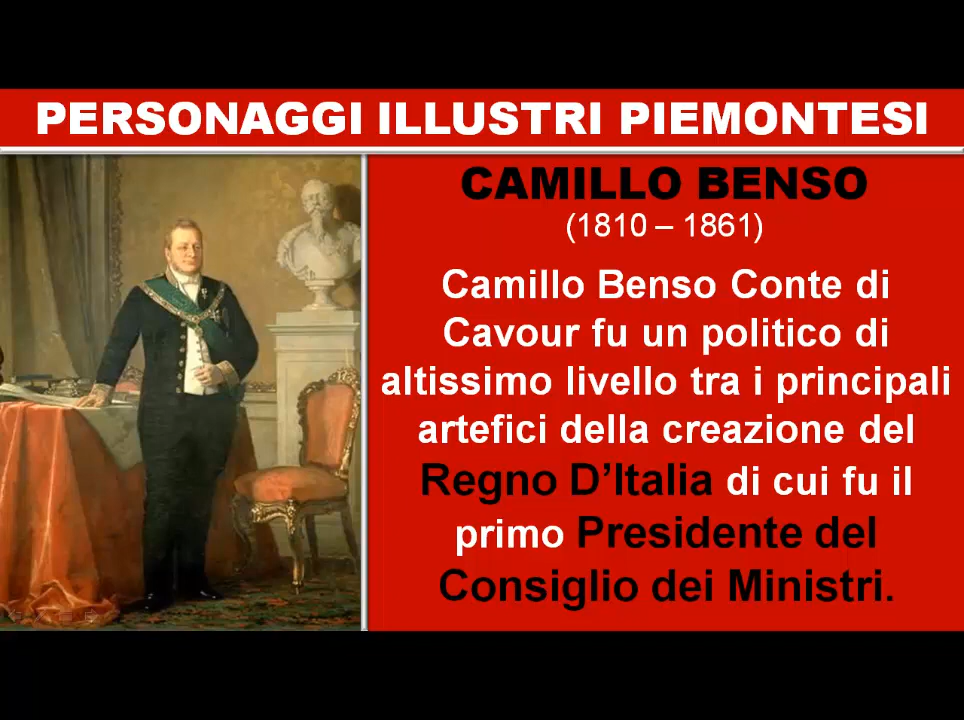 PERSONAGGI ILLUSTRI PIEMONTESI
CAMILLO BENSO
(1810 – 1861)
Camillo Benso Conte di
Cavour fu un politico di
altissimo livello tra i principali
artefici della creazione del
Regno D’Italia di cui fu il
primo Presidente del
Consiglio dei Ministri.